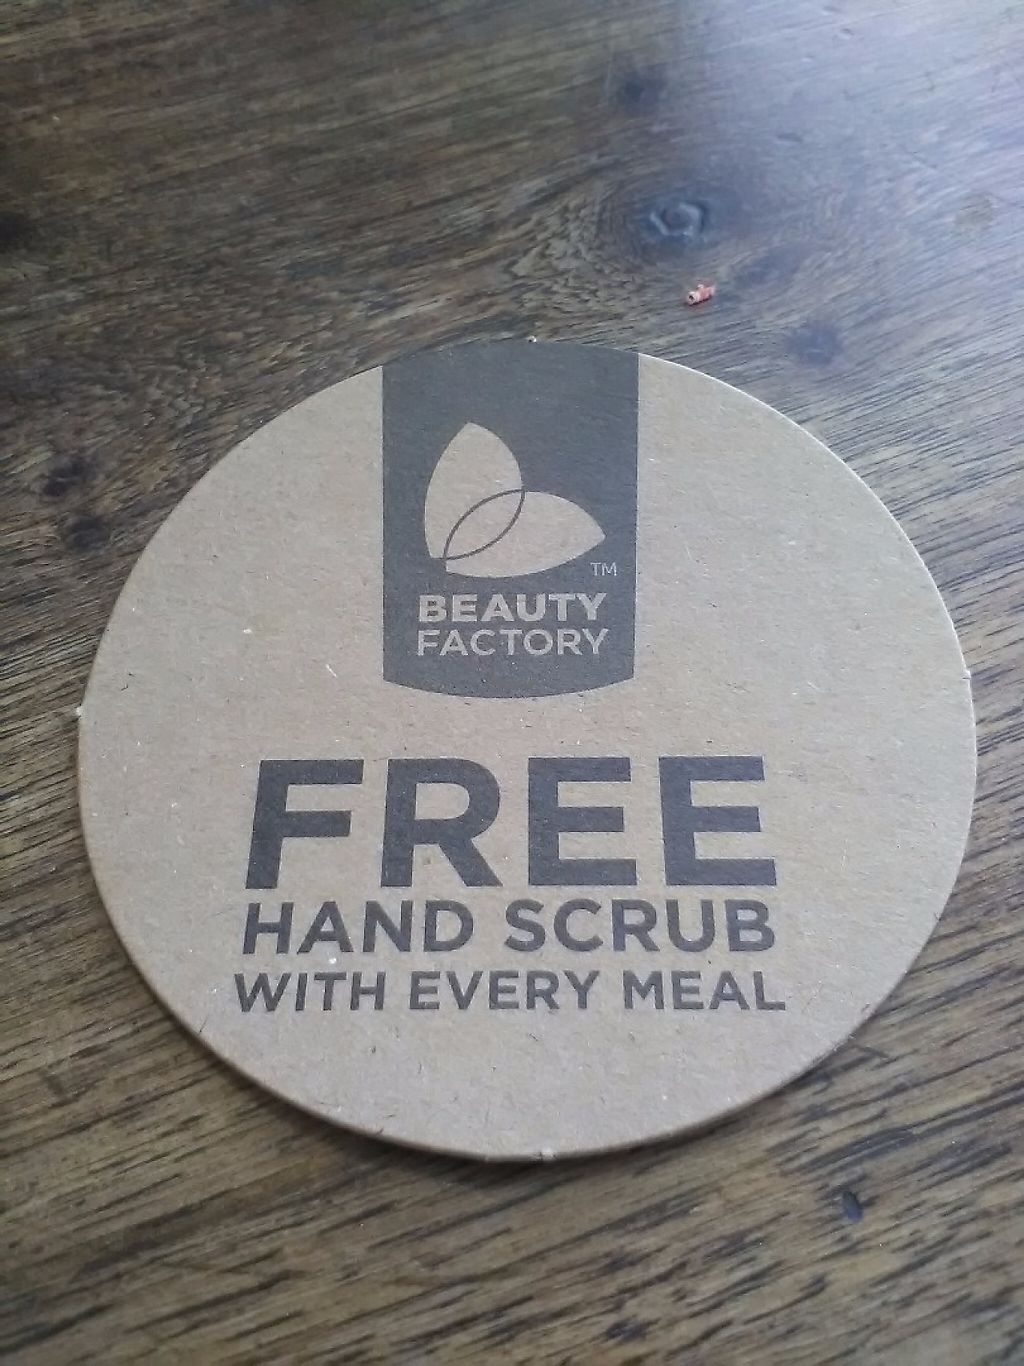 TM
BEAUTY
FACTORY
FREE
HAND SCRUB
WITH EVERY MEAL